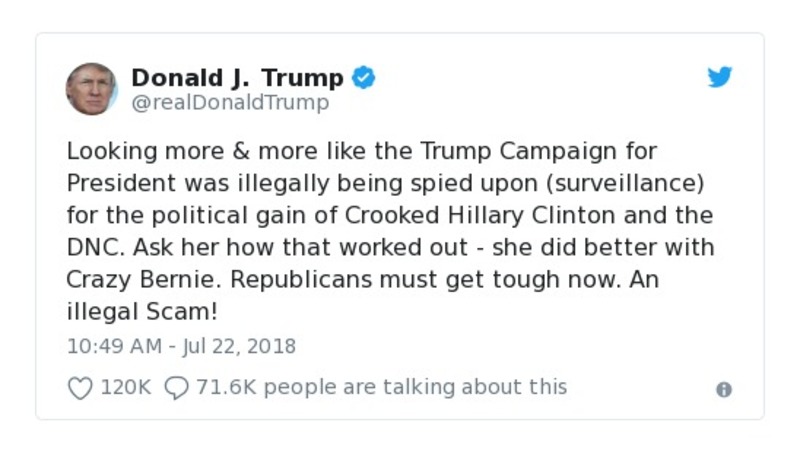 Donald J. Trump
@realDonaldTrump
Looking more & more like the Trump Campaign for
President was illegally being spied upon (surveillance)
for the political gain of Crooked Hillary Clinton and the
DNC. Ask her how that worked out - she did better with
Crazy Bernie. Republicans must get tough now. An
illegal Scam!
10:49 AM - Jul 22, 2018
120K 71.6K people are talking about this